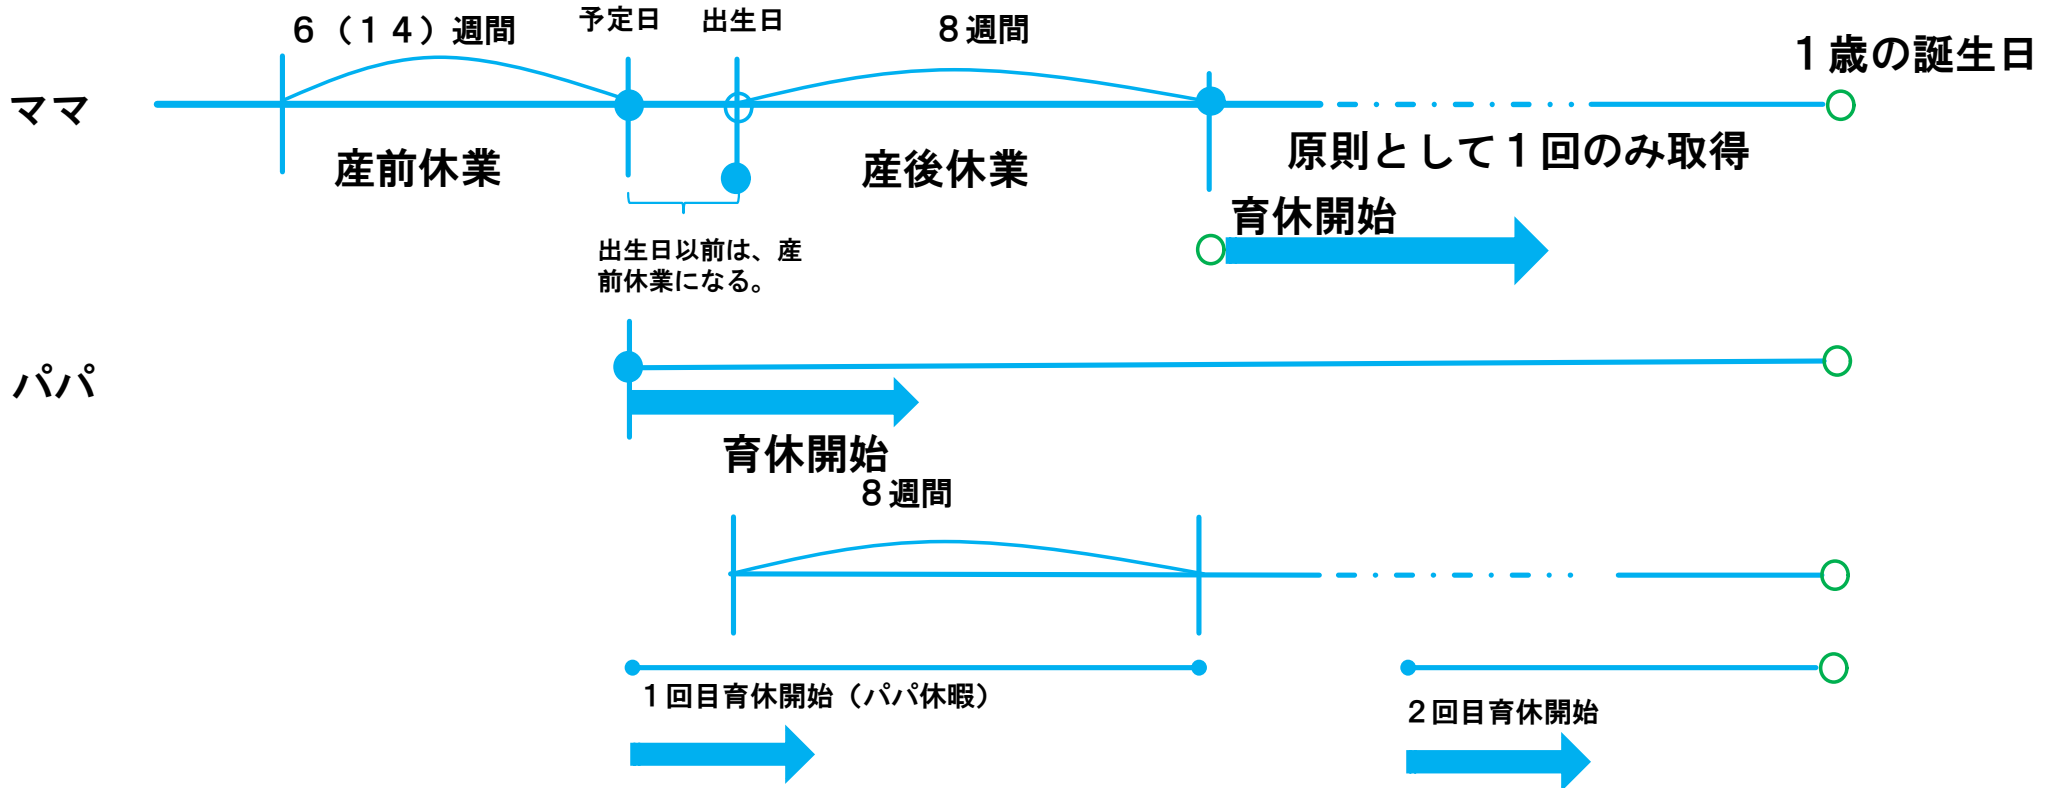 6（14）週間
予定日
出生日
8週間
1歳の誕生日
ママ
産前休業
産後休業
原則として1回のみ取得
育休開始
出生日以前は、産
前休業になる。
パパ
育休開始
8週間
1回目育休開始（パパ休暇）
2回目育休開始